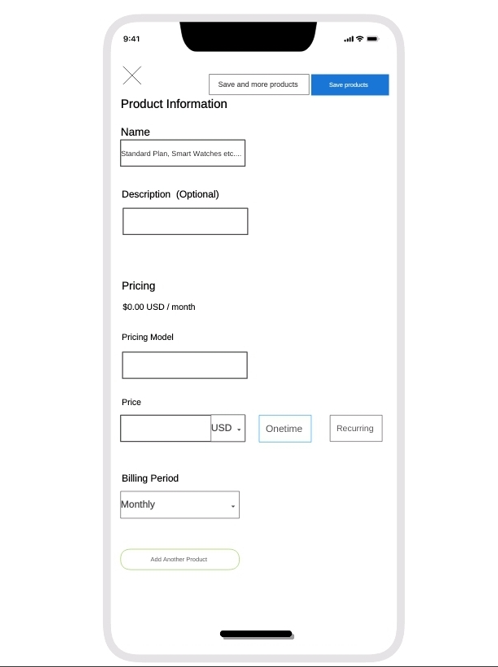 9:41
Save and more products
Save products
Product Information
Name
Standard Plan, Smart Watches etc....
Description (Optional)
Pricing
$0.00 USD / month
Pricing Model
Price
USD
Onetime
Recurring
Billing Period
Monthly
Add Another Product